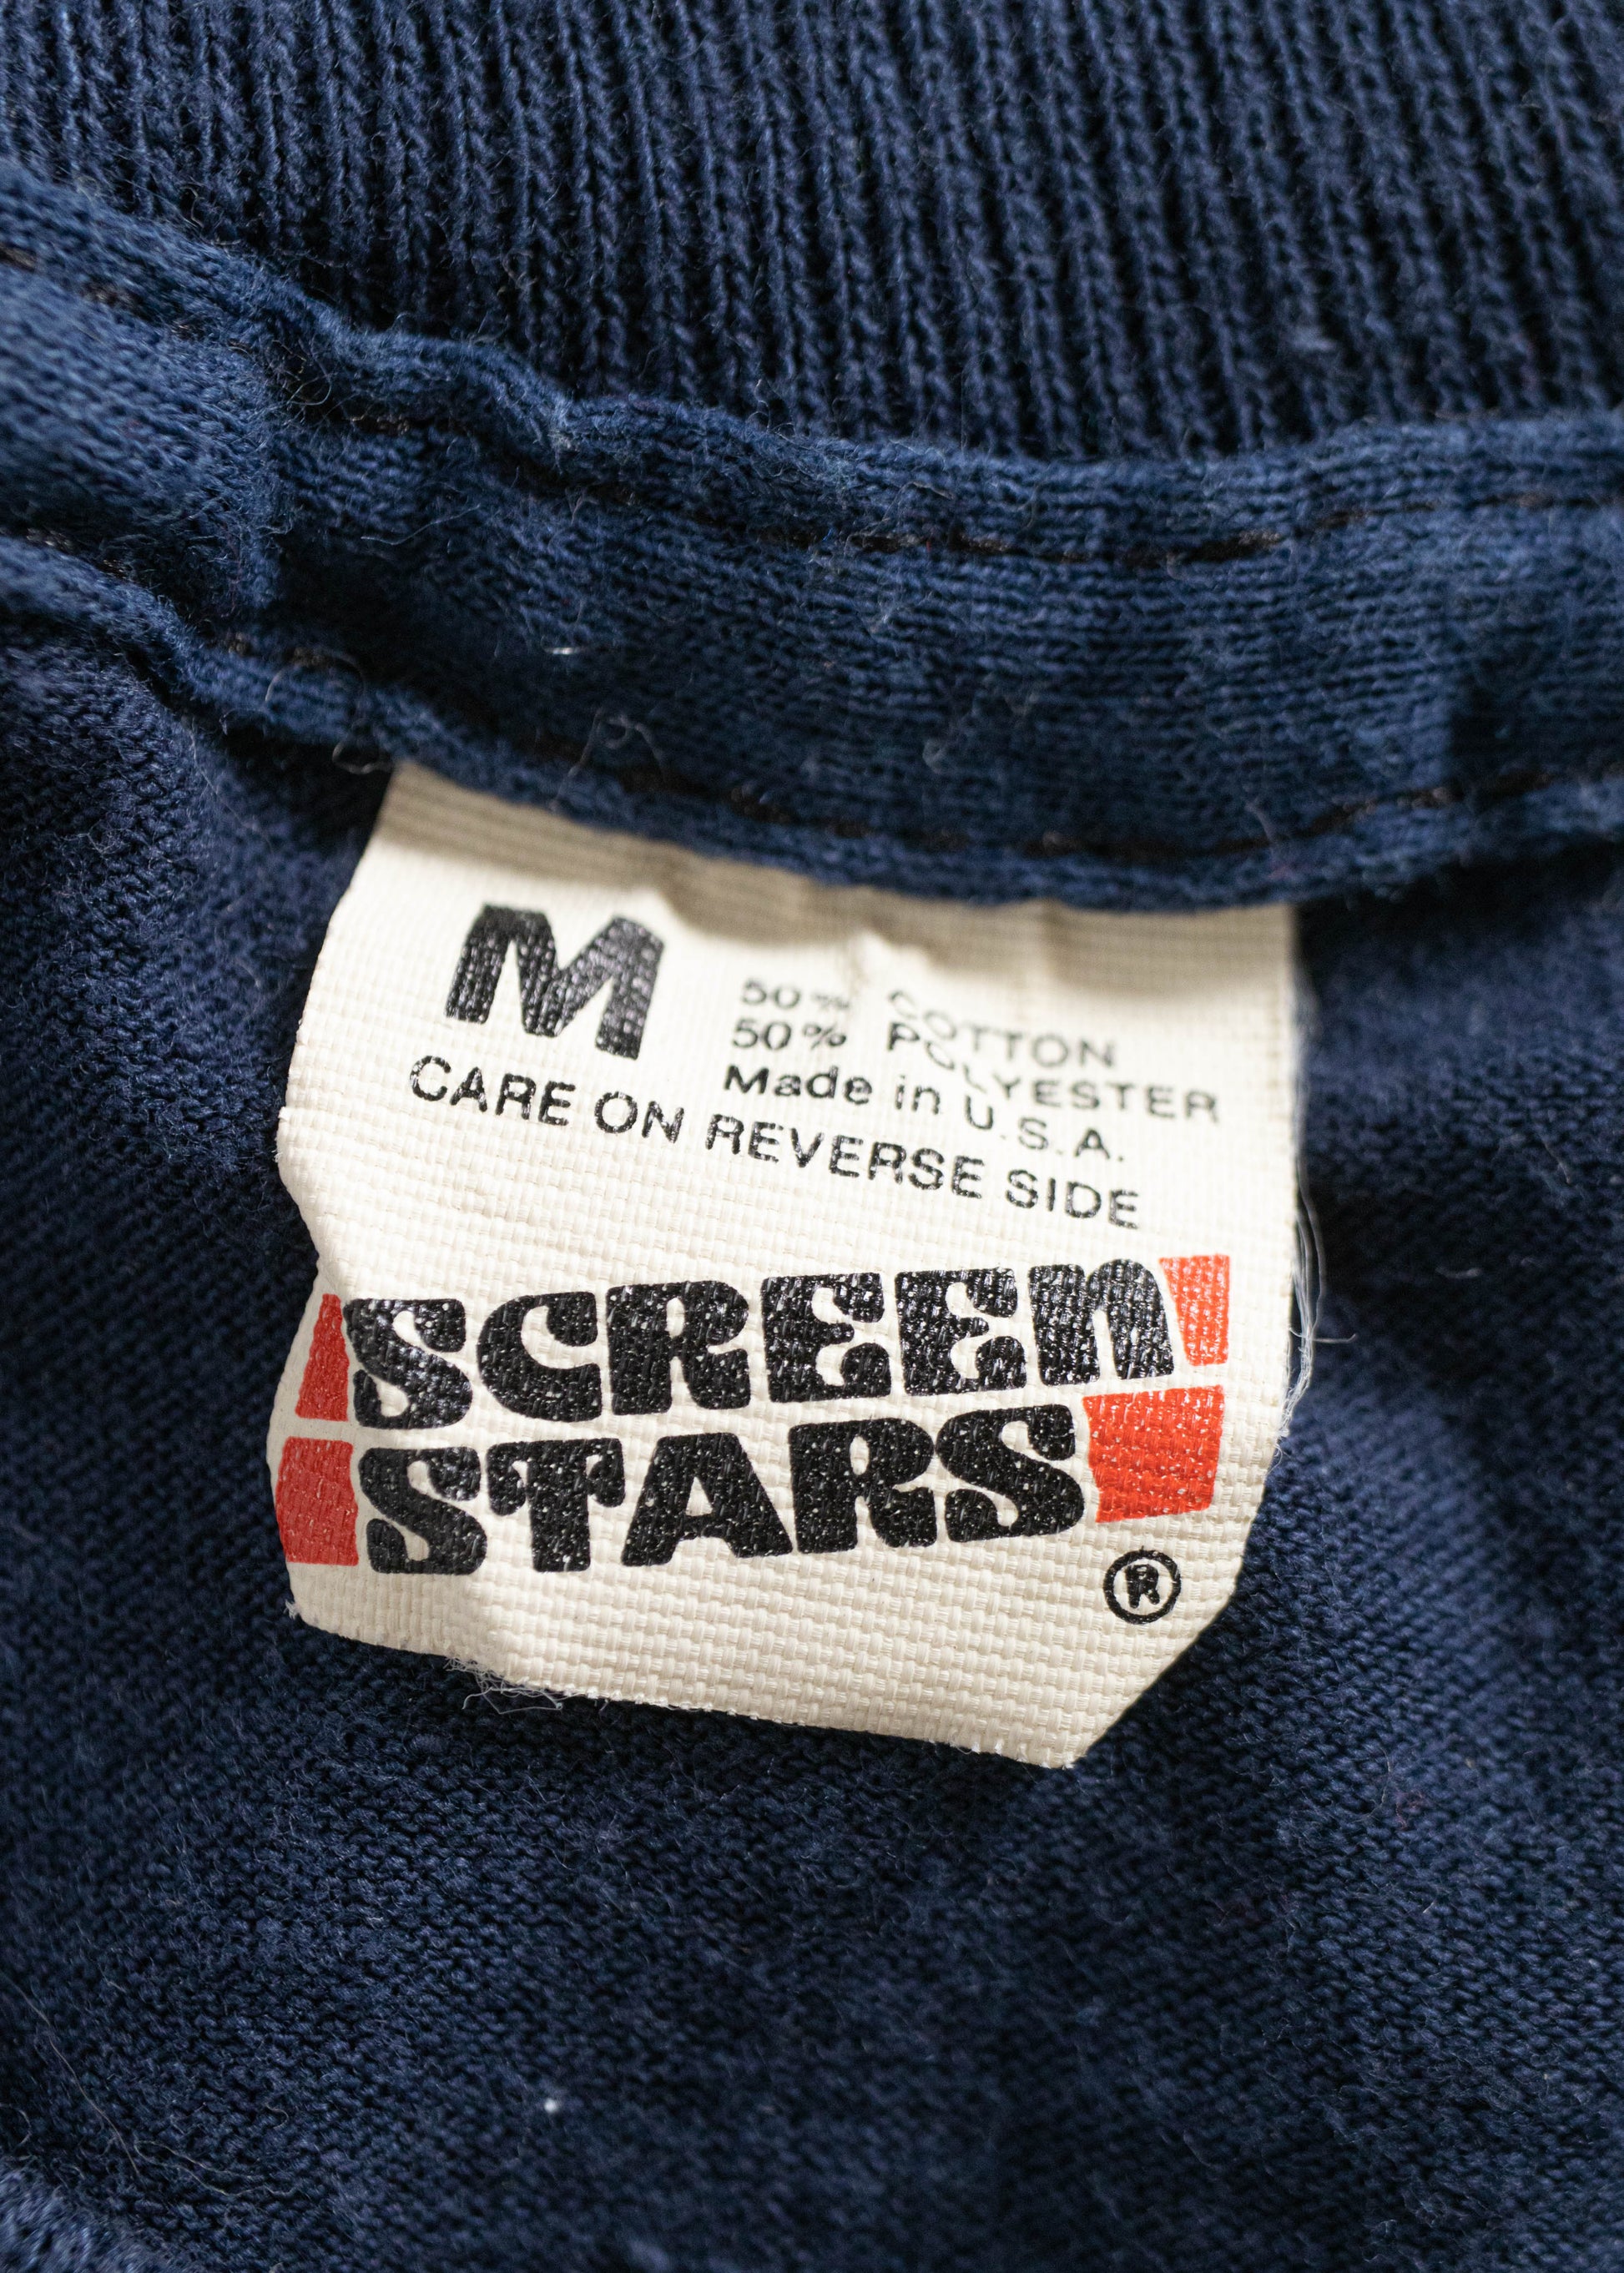 M
50% COTTON
50% POLYESTER
Made in U.S.A.
CARE ON REVERSE SIDE
SCREEN
STARS
®